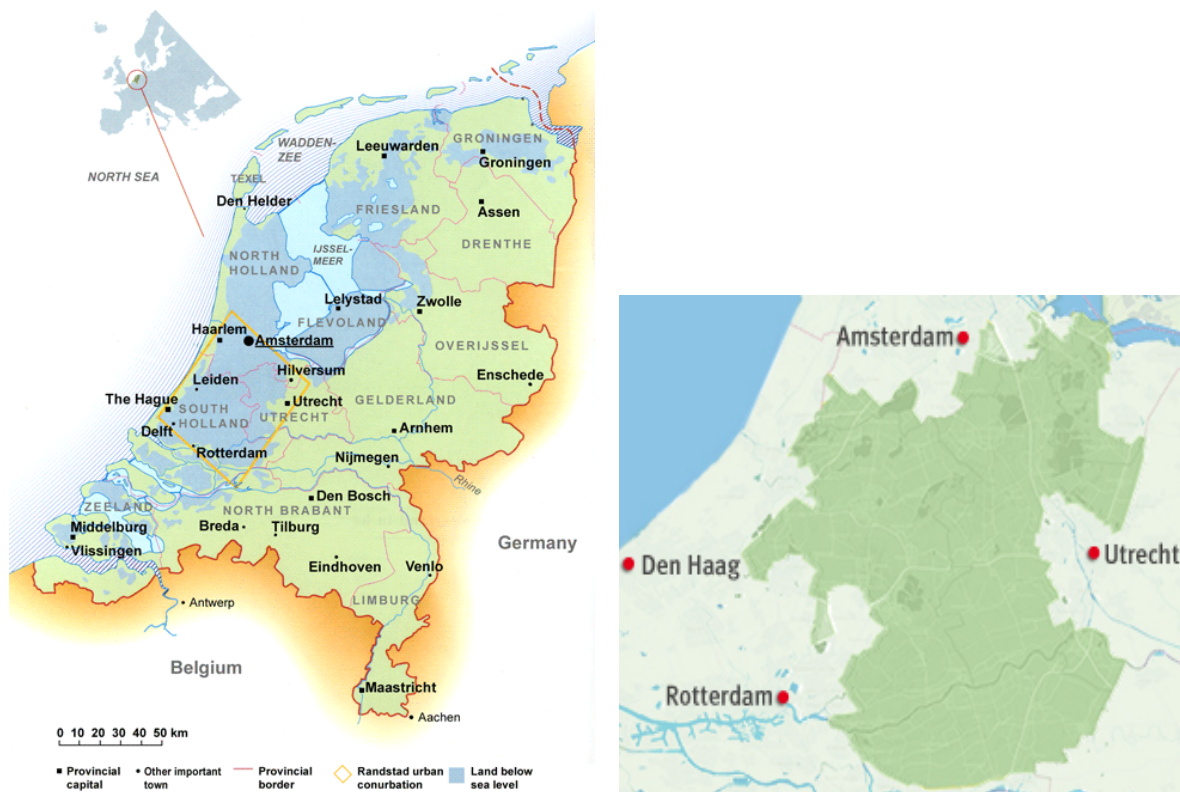 WADDEN-
ZEE
GRONINGEN
Leeuwarden
Groningen
NORTH SEA
TEXEL
Den Helder
FRIESLAND
Assen
DRENTHE
NORTH
HOLLAND
IJSSEL-
MEER
Lelystad
Zwolle
FLEVOLAND
Haarlem
Amsterdam
OVERIJSSEL
Hilversum
Enschede
Leiden
The Hague
SOUTH
HOLLAND
UTRECHT
Utrecht
GELDERLAND
Delft
Arnhem
Rotterdam
Nijmegen
Rhine
ZEELAND
Den Bosch
NORTH BRABANT
Middelburg
Breda
Tilburg
Vlissingen
Germany
Eindhoven
Venlo
LIMBURG
Antwerp
Belgium
Maastricht
Aachen
0 10 20 30 40 50 km
Provincial
capital
Other important
town
Provincial
border
Randstad urban
conurbation
Land below
sea level
Amsterdam
Den Haag
Utrecht
Rotterdam